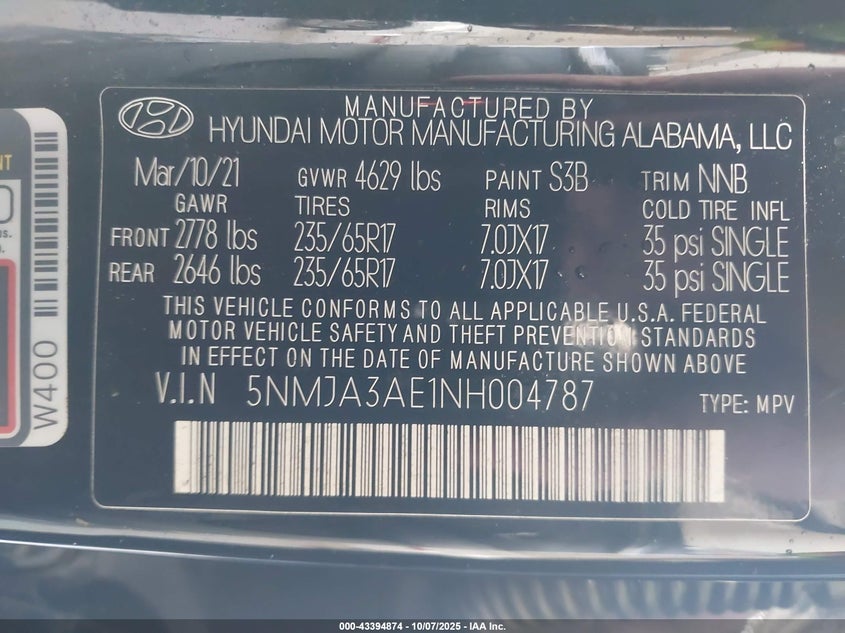 MANUFACTURED BY
HYUNDAI MOTOR MANUFACTURING ALABAMA, LLC
Mar/10/21 GVWR 4629 lbs PAINT S3B TRIM NNB
GAWR TIRES RIMS COLD TIRE INFL
FRONT 2778 lbs 235/65R17 7.0JX17 35 psi SINGLE
REAR 2646 lbs 235/65R17 7.0JX17 35 psi SINGLE
THIS VEHICLE CONFORMS TO ALL APPLICABLE U.S.A. FEDERAL
MOTOR VEHICLE SAFETY AND THEFT PREVENTION STANDARDS
IN EFFECT ON THE DATE OF MANUFACTURE SHOWN ABOVE
V.I.N 5NMJA3AE1NH004787 TYPE: MPV
W400
000-43394874 - 10/07/2025 - IAA Inc.